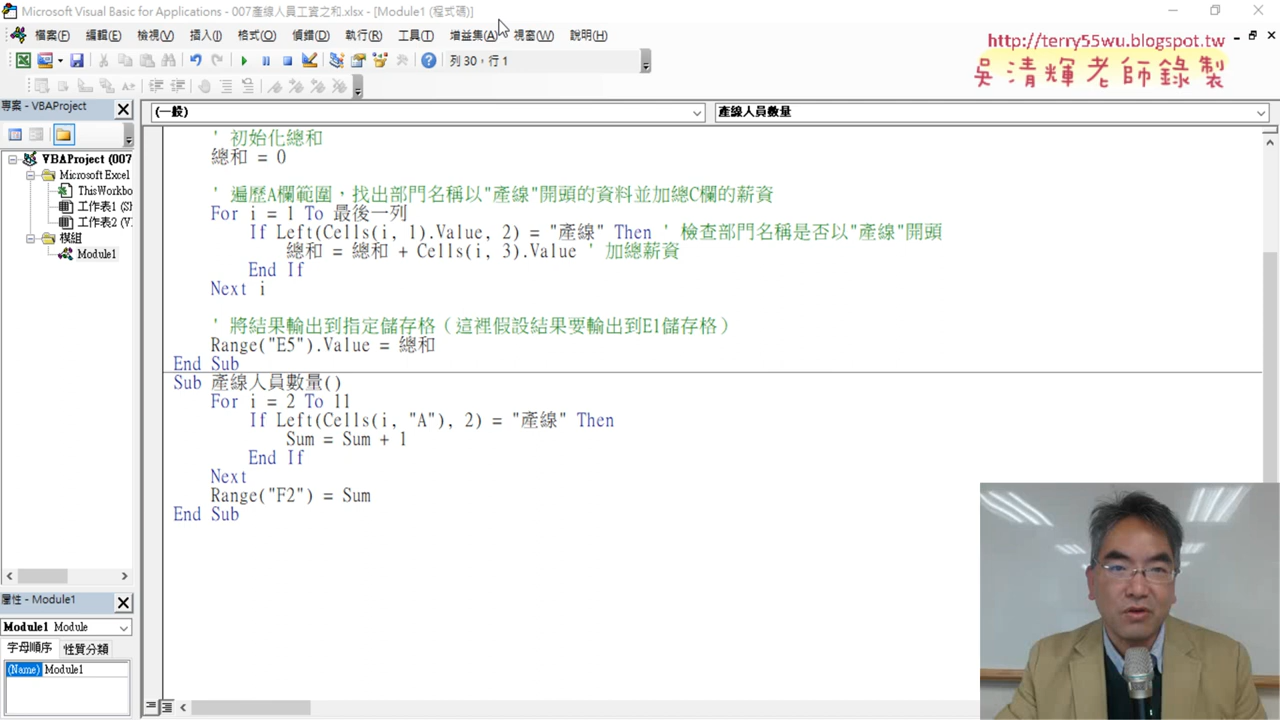 Microsoft Visual Basic for Applications - 007產線人員工資之和.xlsx - [Module1 (程式碼)]
檔案(F) 編輯(E) 檢視(V) 插入(I) 格式(O) 偵錯(D) 執行(R) 工具(T) 增益集(A) 視窗(W) 說明(H)
http://terry55wu.blogspot.tw
吳清輝老師錄製
列 30，行 1
專案 - VBAProject
(一般)
產線人員數量
VBAProject (007
Microsoft Excel
ThisWorkbo
工作表1 (Sh
工作表2 (V
模組
Module1
' 初始化總和
總和 = 0
' 遍歷A欄範圍，找出部門名稱以"產線"開頭的資料並加總C欄的薪資
For i = 1 To 最後一列
If Left(Cells(i, 1).Value, 2) = "產線" Then ' 檢查部門名稱是否以"產線"開頭
總和 = 總和 + Cells(i, 3).Value ' 加總薪資
End If
Next i
' 將結果輸出到指定儲存格（這裡假設結果要輸出到E1儲存格）
Range("E5").Value = 總和
End Sub
Sub 產線人員數量()
For i = 2 To 11
If Left(Cells(i, "A"), 2) = "產線" Then
Sum = Sum + 1
End If
Next
Range("F2") = Sum
End Sub
屬性 - Module1
Module1 Module
字母順序 性質分類
(Name) Module1